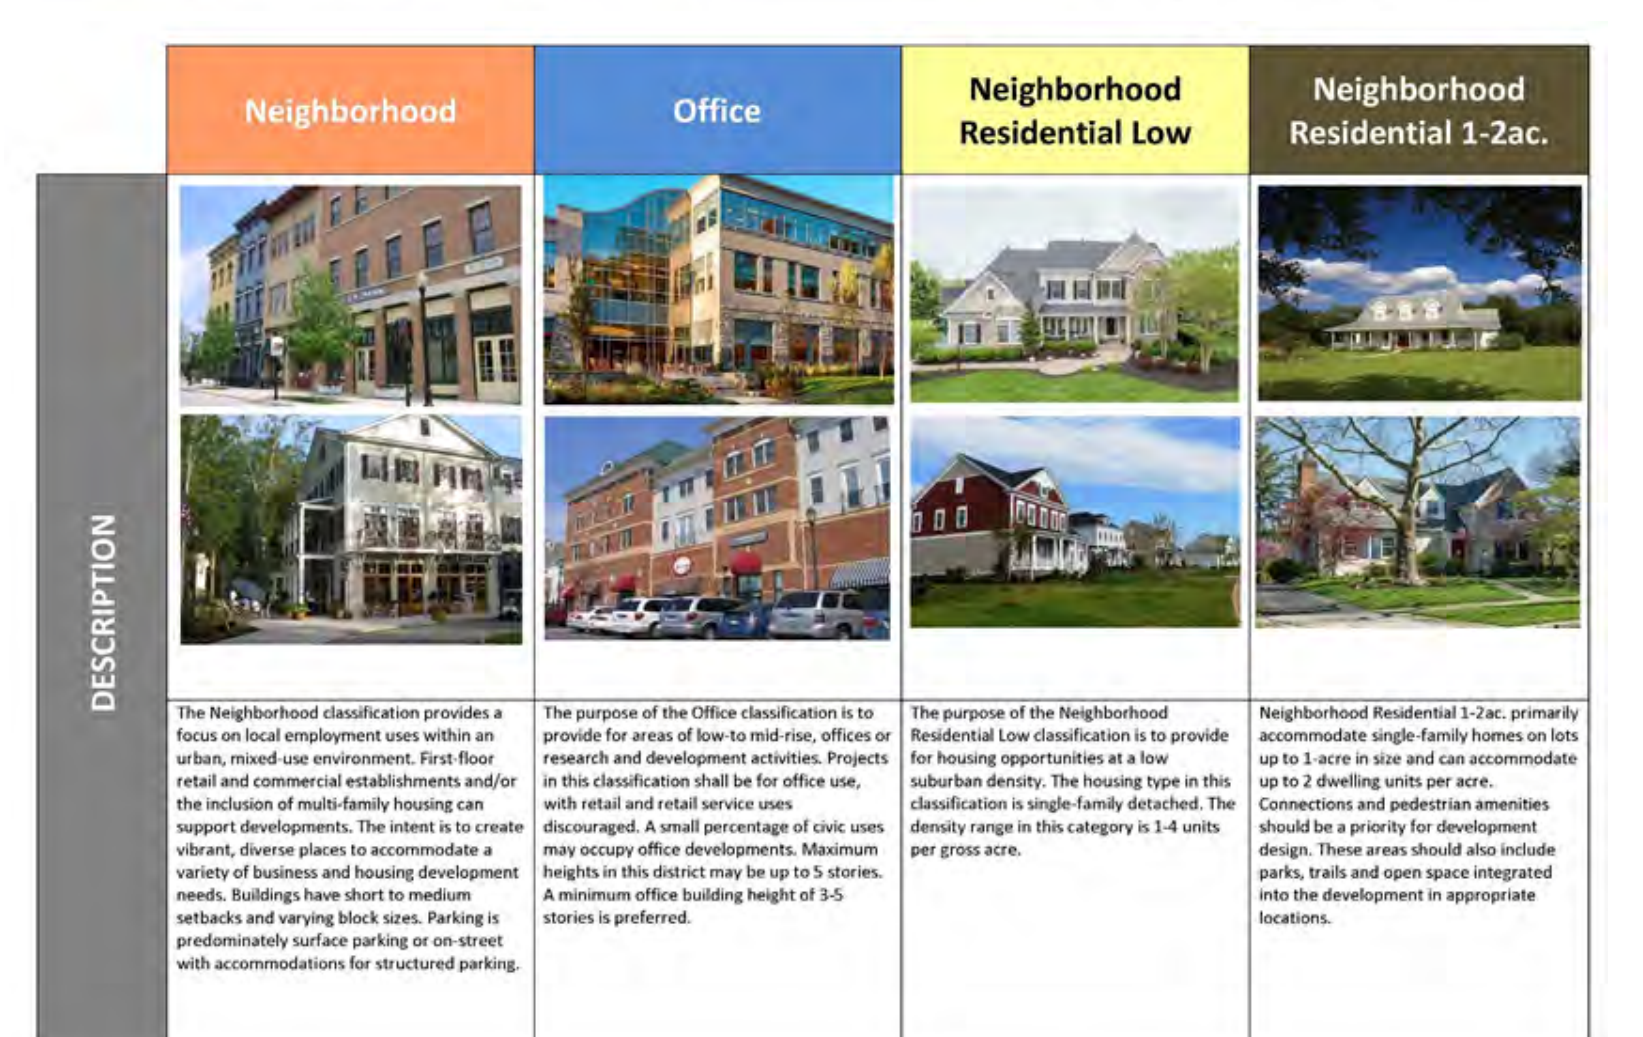 Neighborhood
Office
Neighborhood
Residential Low
Neighborhood
Residential 1-2ac.
DESCRIPTION
The Neighborhood classification provides a
focus on local employment uses within an
urban, mixed-use environment. First-floor
retail and commercial establishments and/or
the inclusion of multi-family housing can
support developments. The intent is to create
vibrant, diverse places to accommodate a
variety of business and housing development
needs. Buildings have short to medium
setbacks and varying block sizes. Parking is
predominately surface parking or on-street
with accommodations for structured parking.
The purpose of the Office classification is to
provide for areas of low-to mid-rise, offices or
research and development activities. Projects
in this classification shall be for office use,
with retail and retail service uses
discouraged. A small percentage of civic uses
may occupy office developments. Maximum
heights in this district may be up to 5 stories.
A minimum office building height of 3-5
stories is preferred.
The purpose of the Neighborhood
Residential Low classification is to provide
for housing opportunities at a low
suburban density. The housing type in this
classification is single-family detached. The
density range in this category is 1-4 units
per gross acre.
Neighborhood Residential 1-2ac. primarily
accommodate single-family homes on lots
up to 1-acre in size and can accommodate
up to 2 dwelling units per acre.
Connections and pedestrian amenities
should be a priority for development
design. These areas should also include
parks, trails and open space integrated
into the development in appropriate
locations.